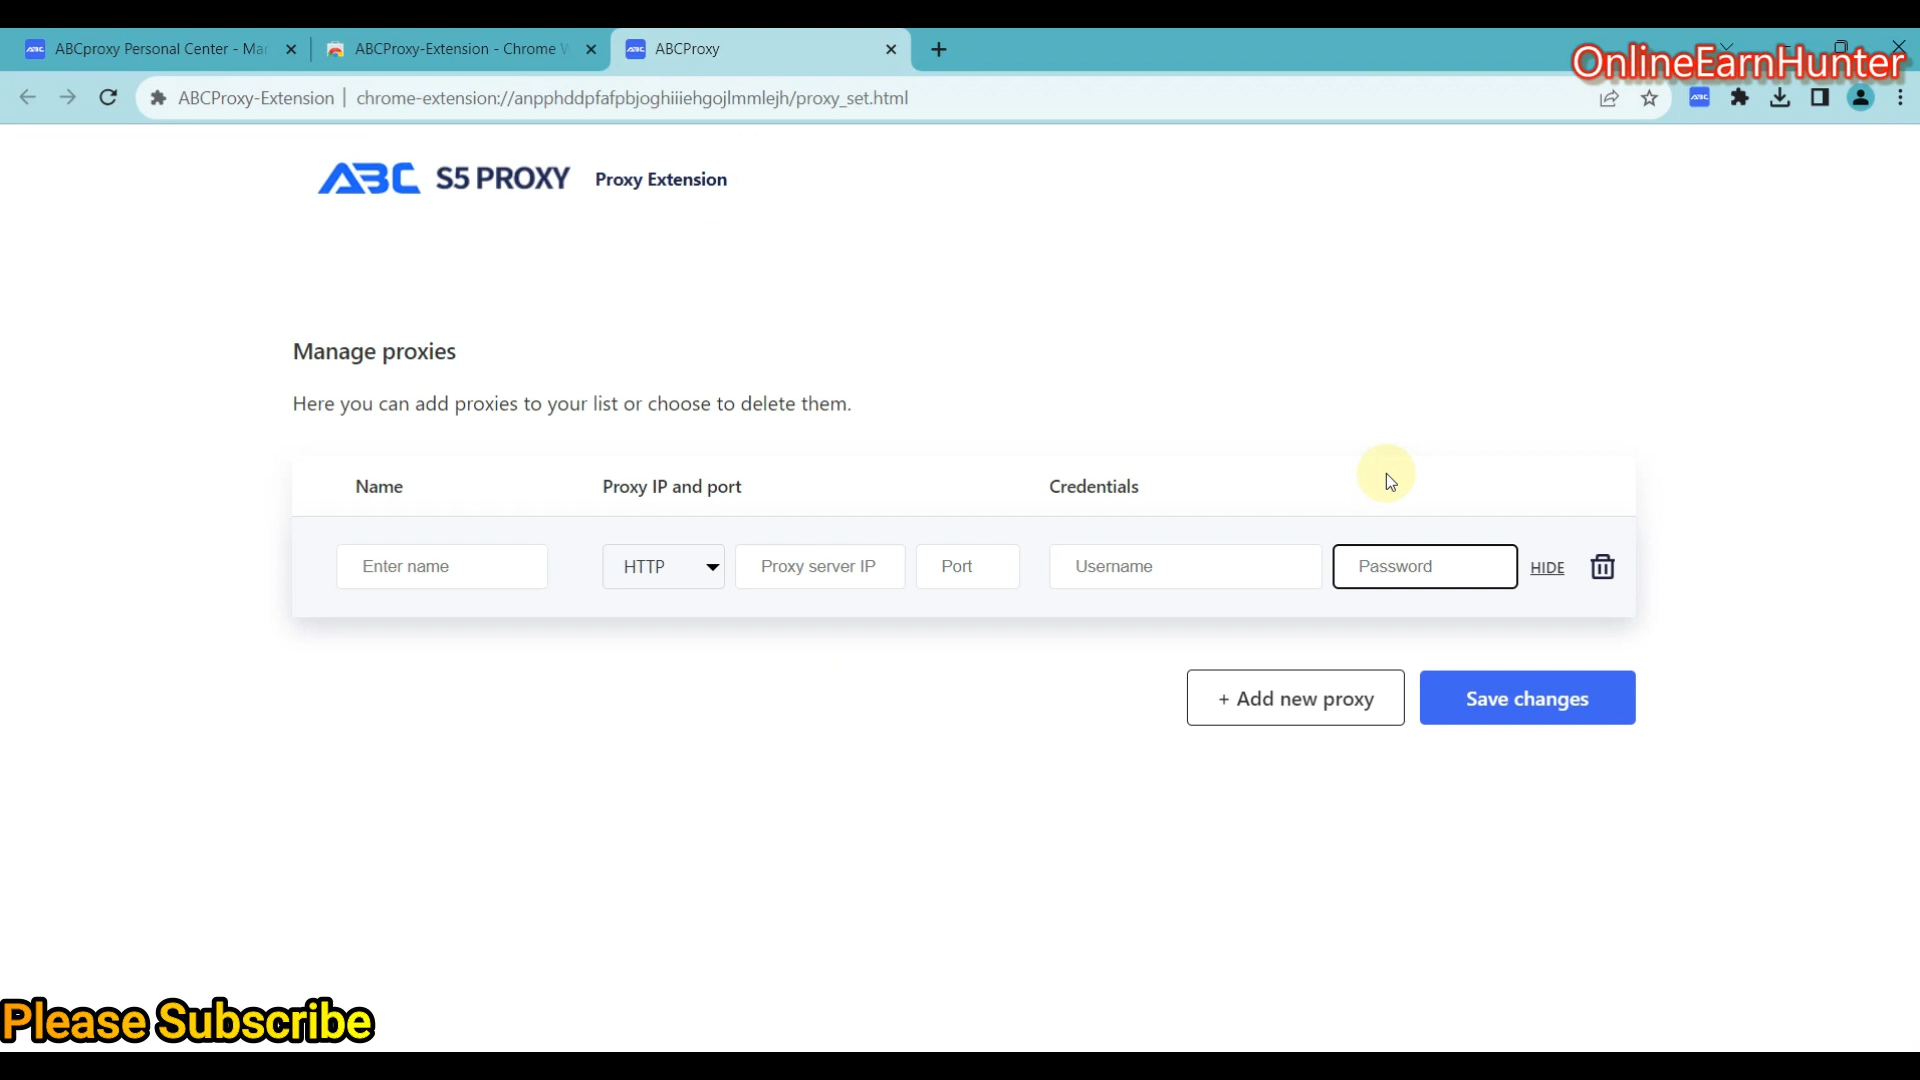 ABCproxy Personal Center - Mar
ABCProxy-Extension - Chrome W
ABCProxy
OnlineEarnHunter
ABCProxy-Extension | chrome-extension://anpphddpfafpbjoghiiiehgojlmmlejh/proxy_set.html
ABC S5 PROXY Proxy Extension
Manage proxies
Here you can add proxies to your list or choose to delete them.
Name Proxy IP and port Credentials
Enter name HTTP Proxy server IP Port Username Password HIDE
+ Add new proxy Save changes
Please Subscribe